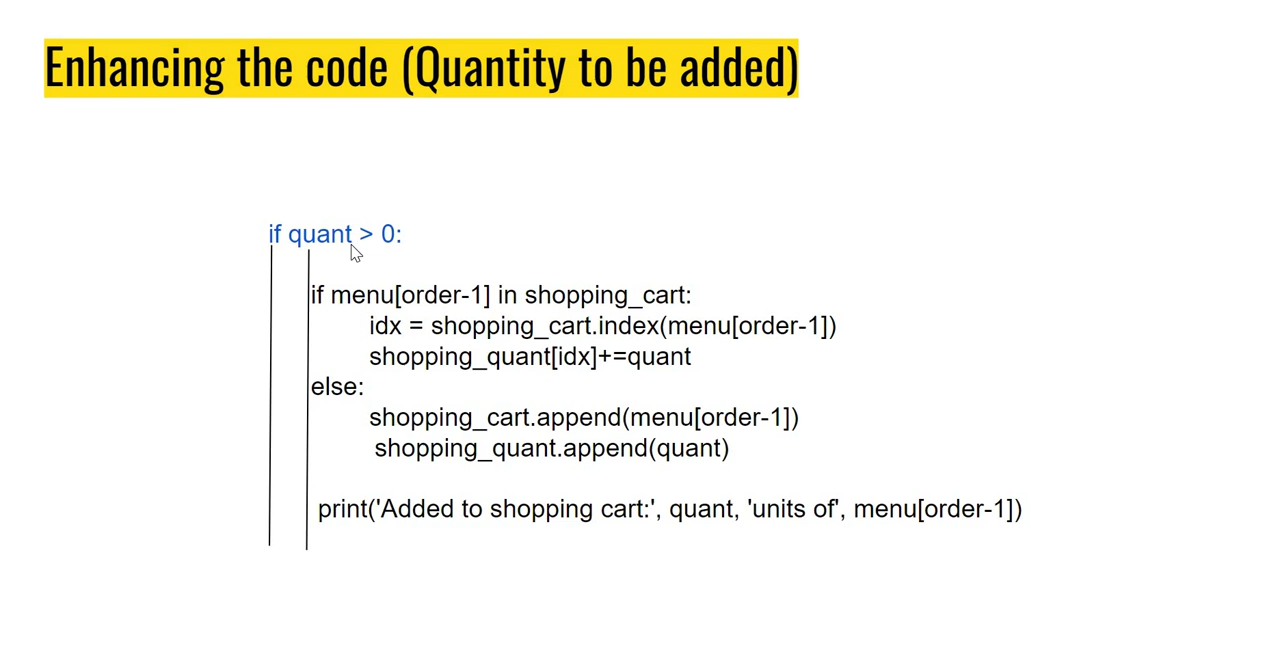 Enhancing the code (Quantity to be added)
if quant > 0:
if menu[order-1] in shopping_cart:
idx = shopping_cart.index(menu[order-1])
shopping_quant[idx]+=quant
else:
shopping_cart.append(menu[order-1])
shopping_quant.append(quant)
print('Added to shopping cart:', quant, 'units of', menu[order-1])